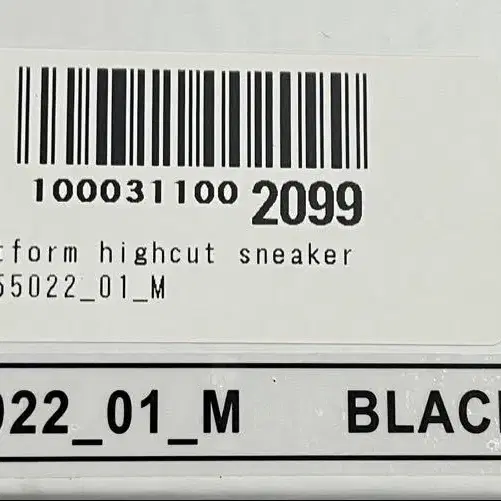 100031100 2099
tform highcut sneaker
55022_01_M
022_01_M BLAC